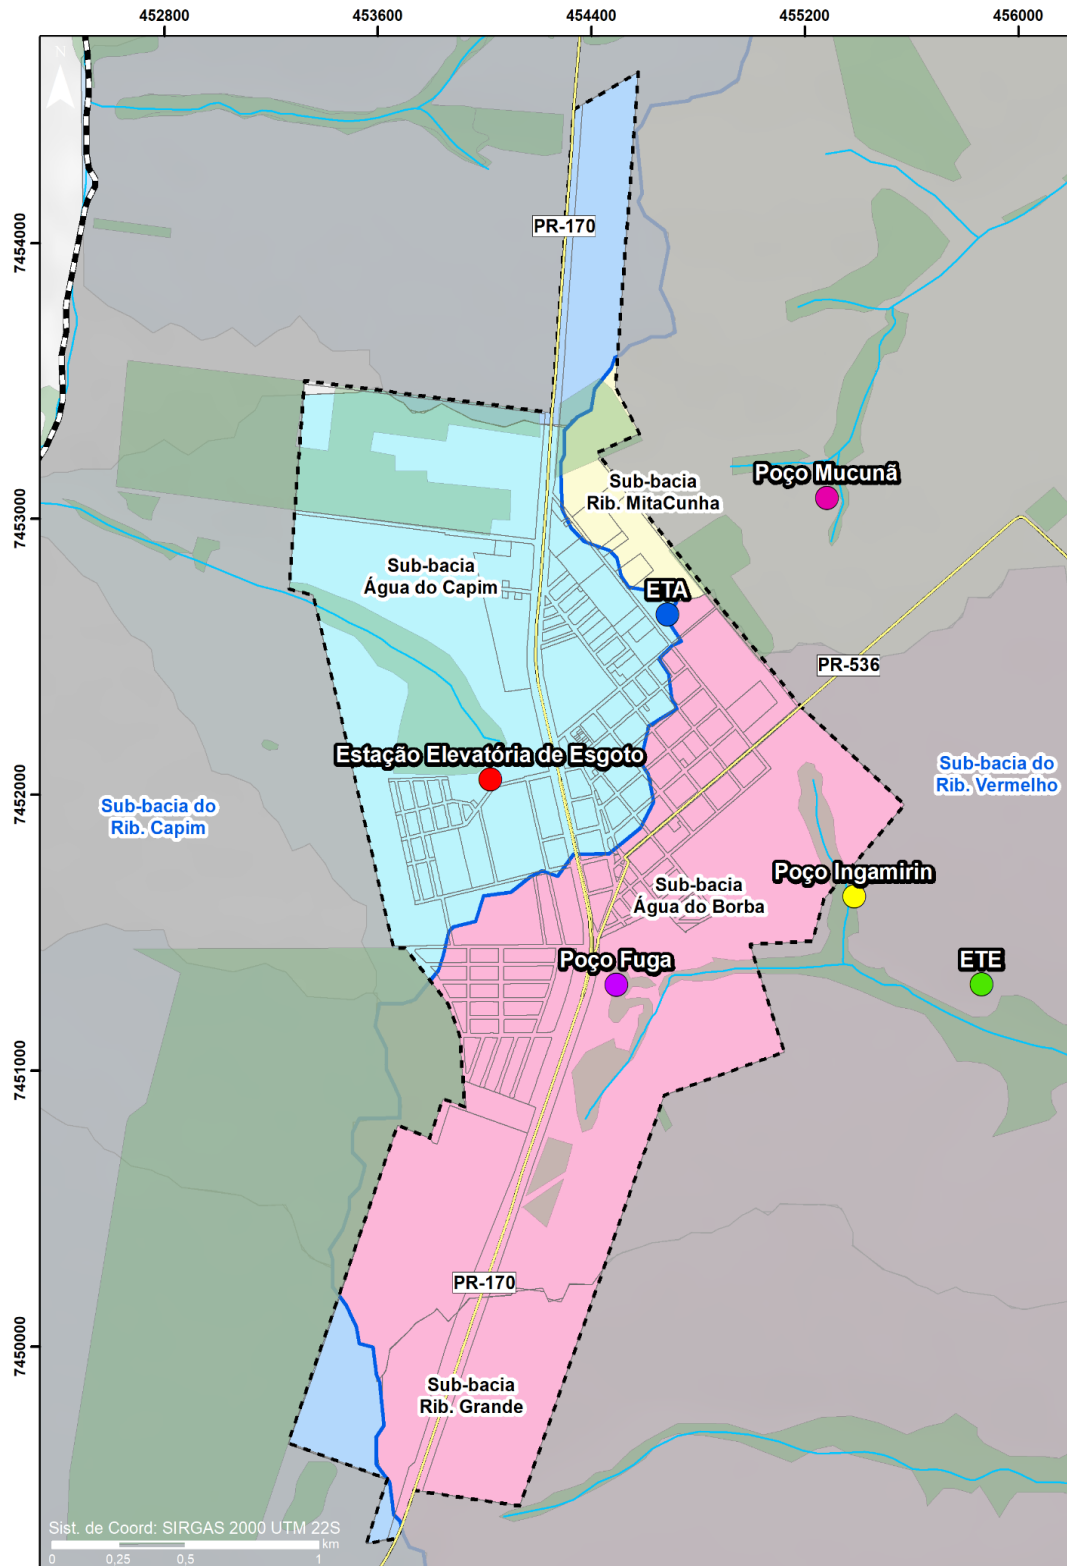 452800 453600 454400 455200 456000
N
PR-170
7454000
Poço Mucunã
Sub-bacia
Rib. MitaCunha
7453000
Sub-bacia
Água do Capim
ETA
PR-536
Estação Elevatória de Esgoto
Sub-bacia do
Rib. Vermelho
7452000
Sub-bacia do
Rib. Capim
Poço Ingamirin
Sub-bacia
Água do Borba
Poço Fuga
ETE
7451000
PR-170
7450000
Sub-bacia
Rib. Grande
Sist. de Coord: SIRGAS 2000 UTM 22S
km
0 0,25 0,5 1